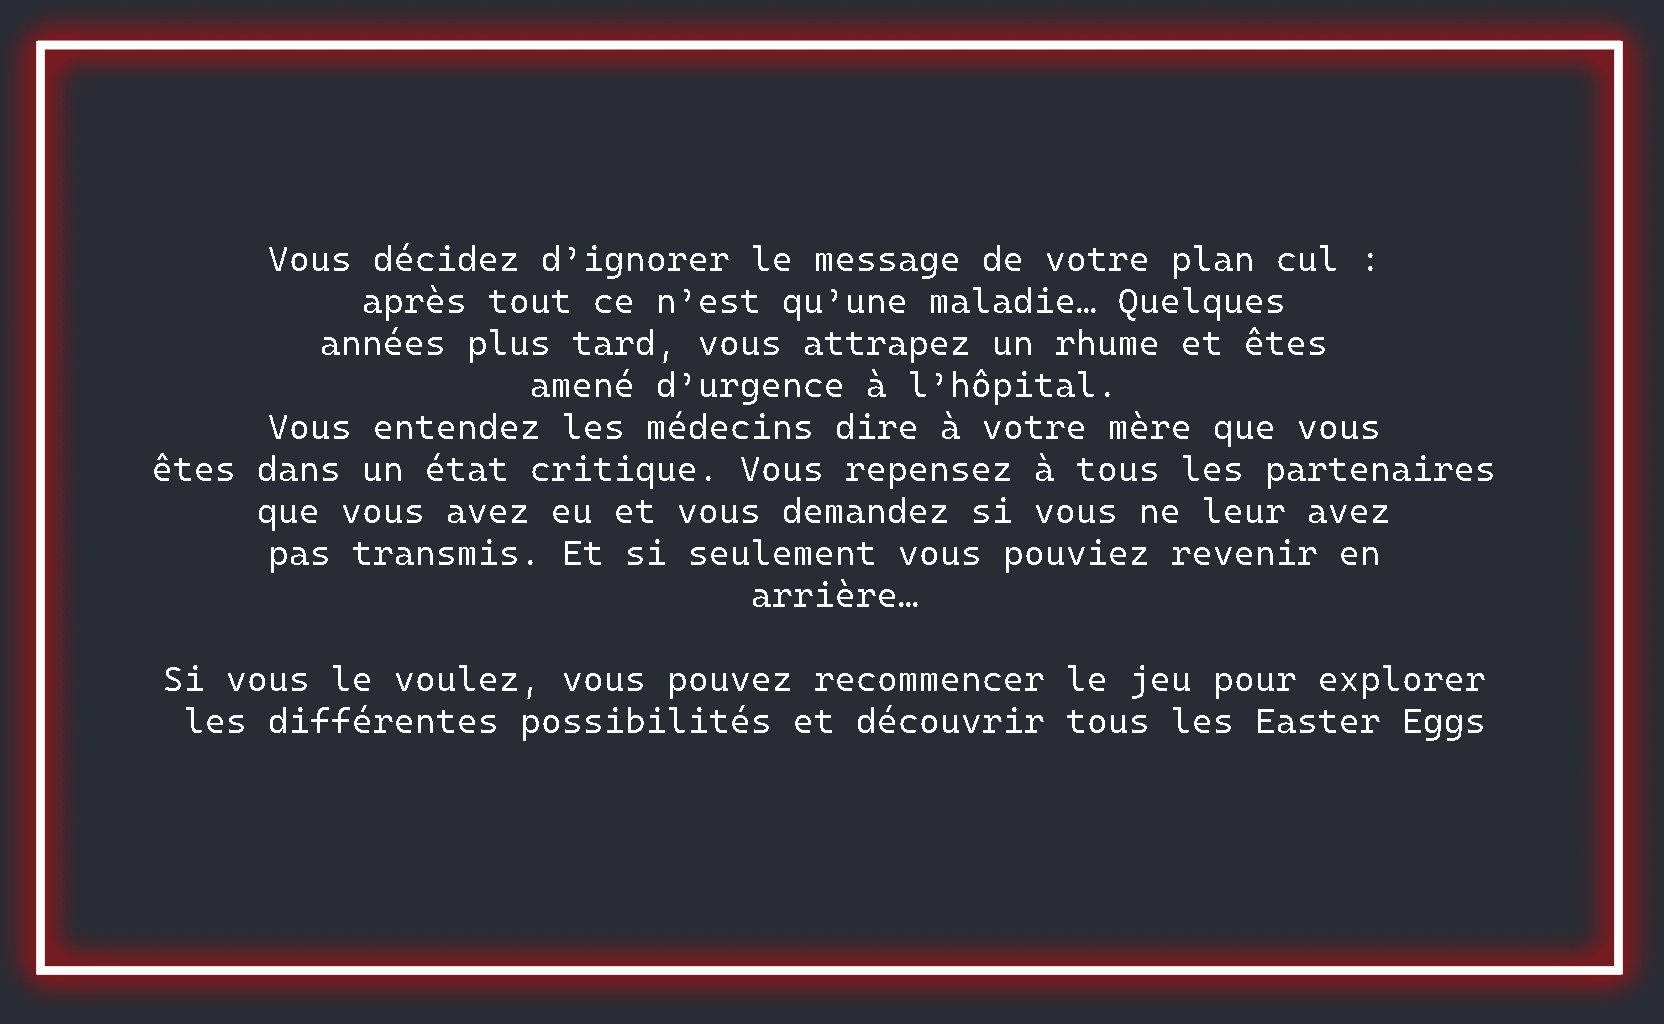 Vous décidez d’ignorer le message de votre plan cul :
après tout ce n’est qu’une maladie… Quelques
années plus tard, vous attrapez un rhume et êtes
amené d’urgence à l’hôpital.
Vous entendez les médecins dire à votre mère que vous
êtes dans un état critique. Vous repensez à tous les partenaires
que vous avez eu et vous demandez si vous ne leur avez
pas transmis. Et si seulement vous pouviez revenir en
arrière…
Si vous le voulez, vous pouvez recommencer le jeu pour explorer
les différentes possibilités et découvrir tous les Easter Eggs